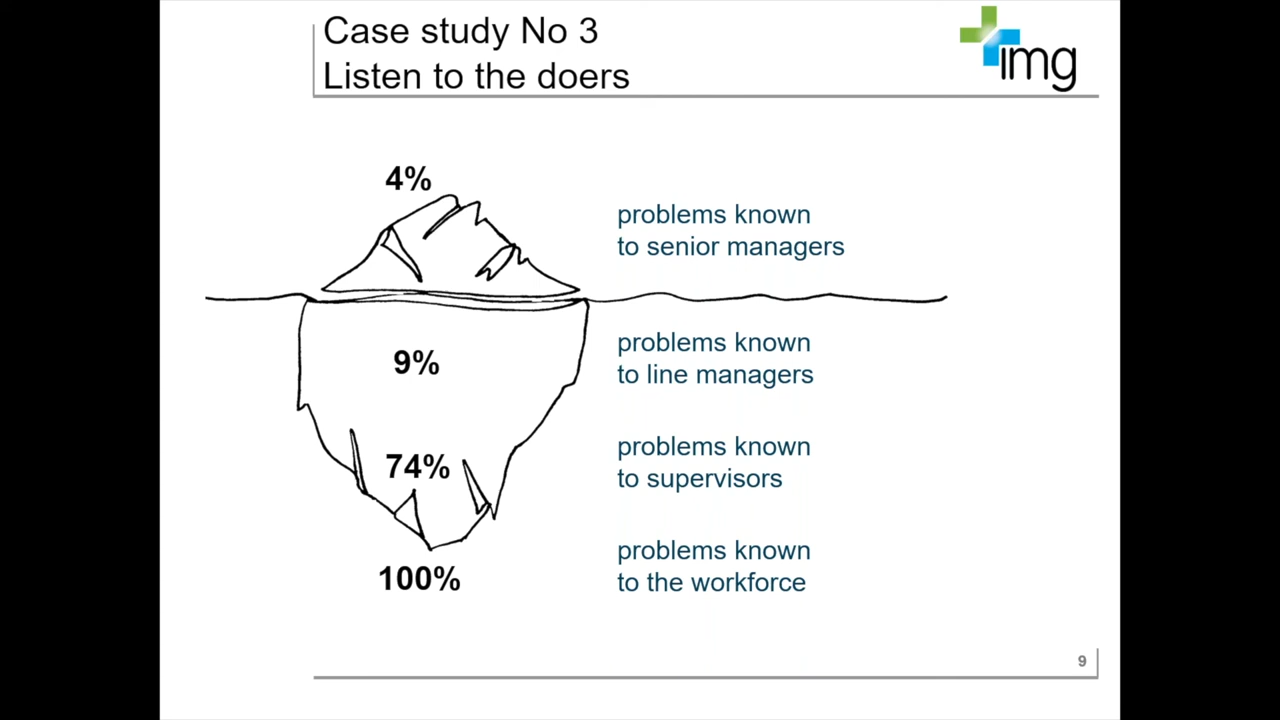 Case study No 3
Listen to the doers
img
4%
problems known
to senior managers
9%
problems known
to line managers
74%
problems known
to supervisors
100%
problems known
to the workforce
9